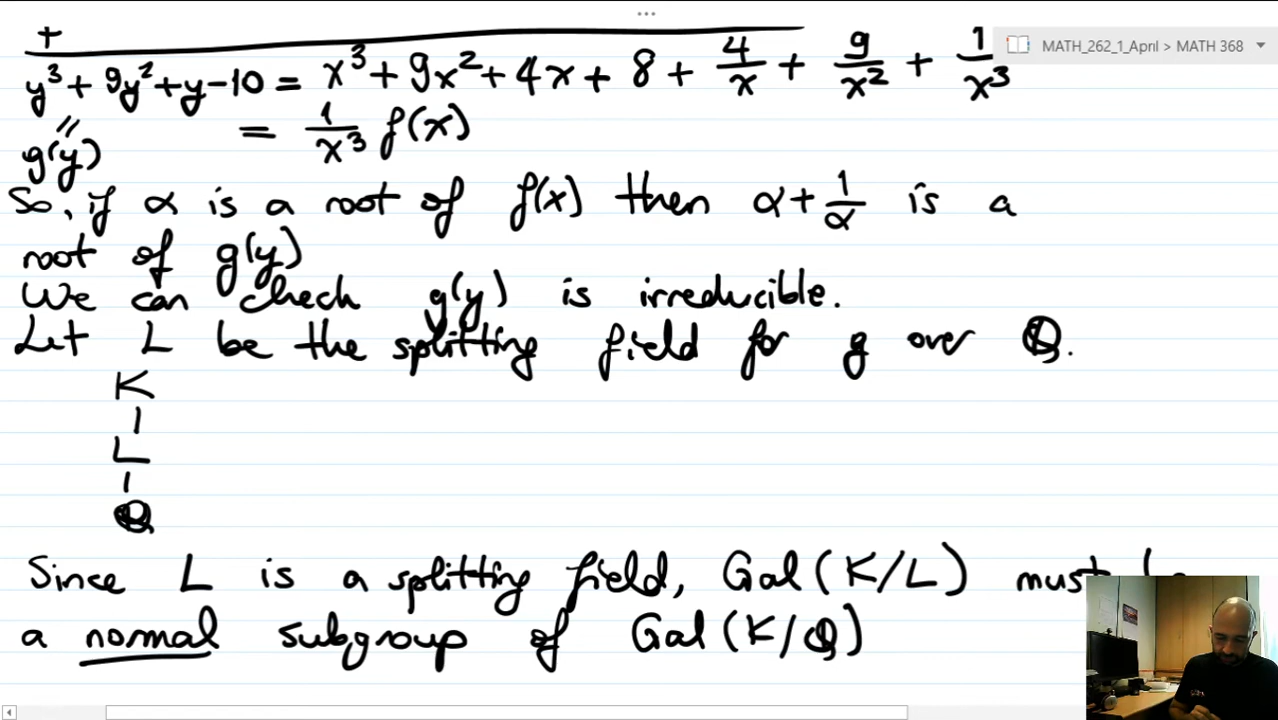 +
y³ + 9y² + y - 10 = x³ + 9x² + 4x + 8 + 4/x + 9/x² + 1/x³
MATH_262_1_April > MATH 368
" = 1/x³ f(x)
g(y)
So, if α is a root of f(x) then α + 1/α is a
root of g(y)
We can check g(y) is irreducible.
Let L be the splitting field for g over Q.
K
|
L
|
Q
Since L is a splitting field, Gal(K/L) must
a normal subgroup of Gal(K/Q)